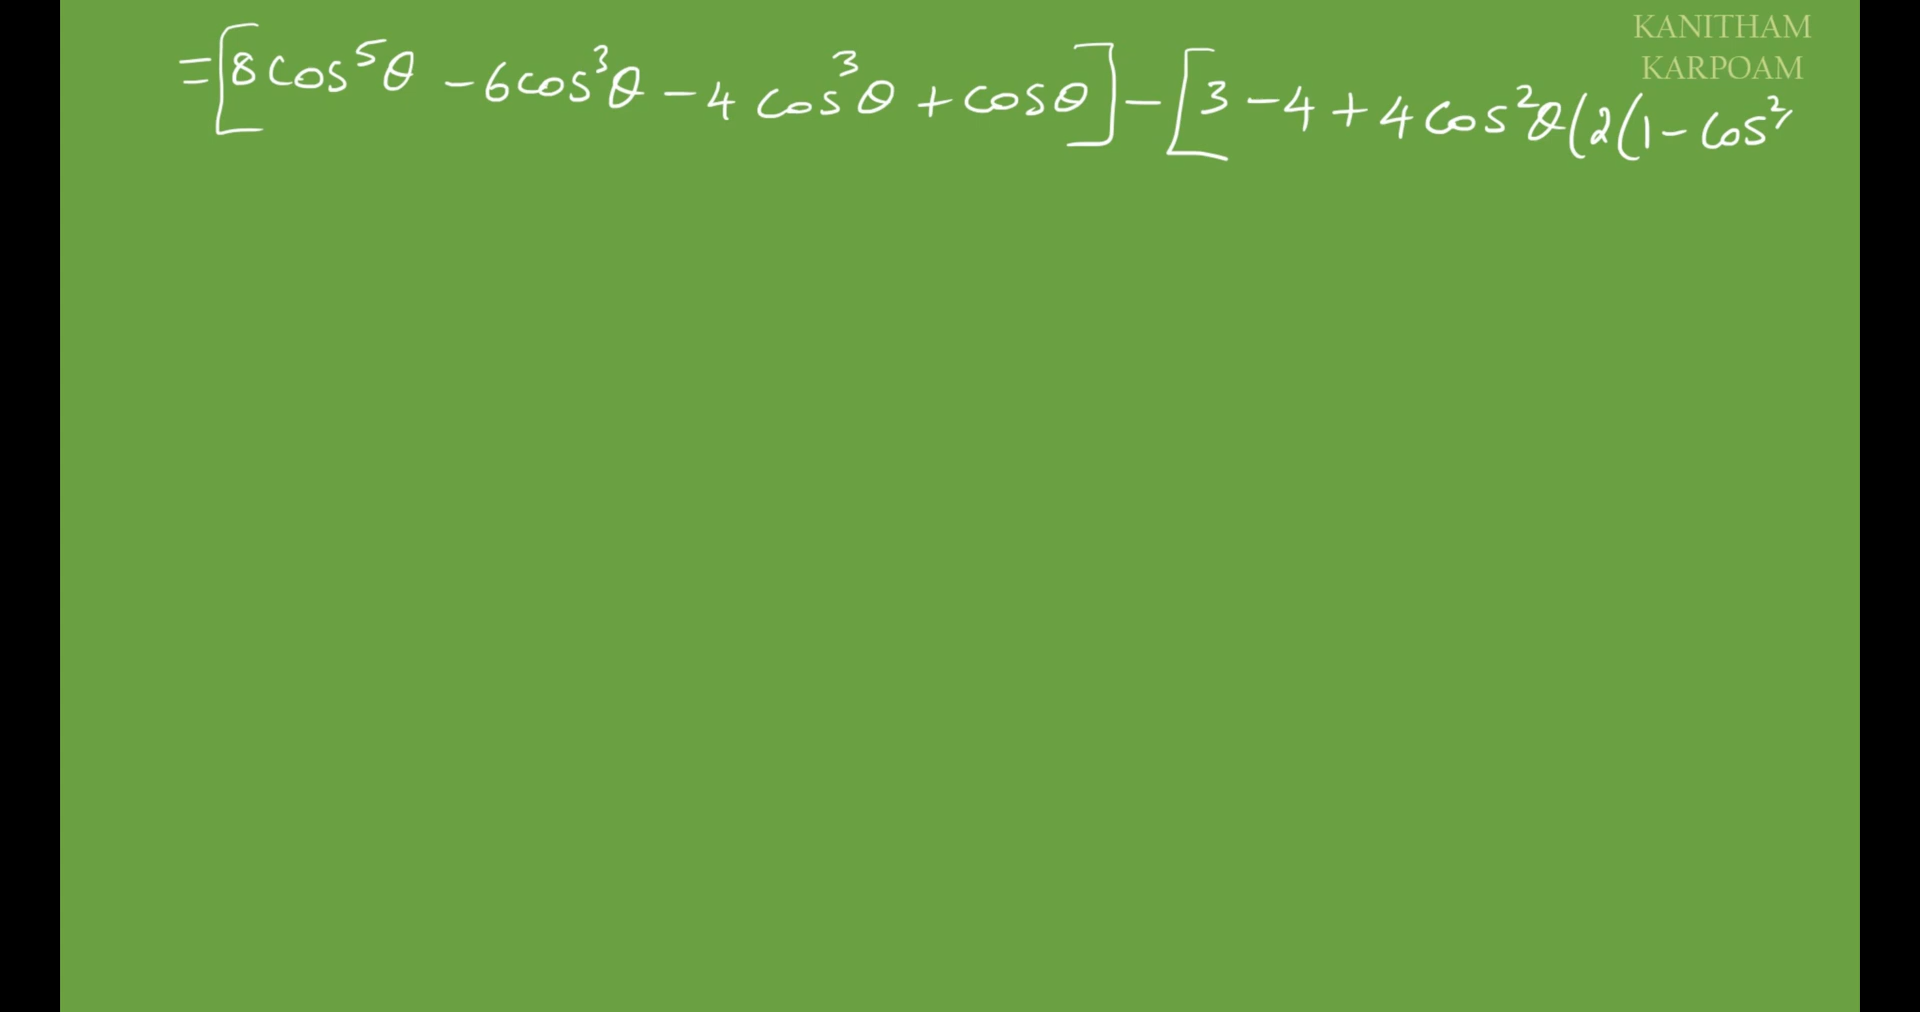 KANITHAM
KARPOAM
=[8cos⁵θ - 6cos³θ - 4cos³θ + cosθ] - [3 - 4 + 4cos²θ(2(1 - cos²